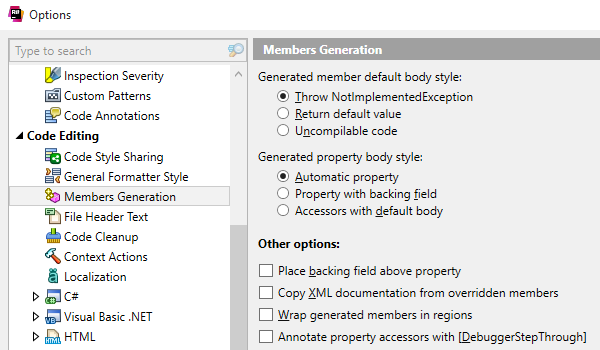 R#
Options
Type to search
Inspection Severity
Custom Patterns
Code Annotations
Code Editing
Code Style Sharing
General Formatter Style
Members Generation
File Header Text
Code Cleanup
Context Actions
Localization
C#
Visual Basic .NET
HTML
Members Generation
Generated member default body style:
Throw NotImplementedException
Return default value
Uncompilable code
Generated property body style:
Automatic property
Property with backing field
Accessors with default body
Other options:
Place backing field above property
Copy XML documentation from overridden members
Wrap generated members in regions
Annotate property accessors with [DebuggerStepThrough]